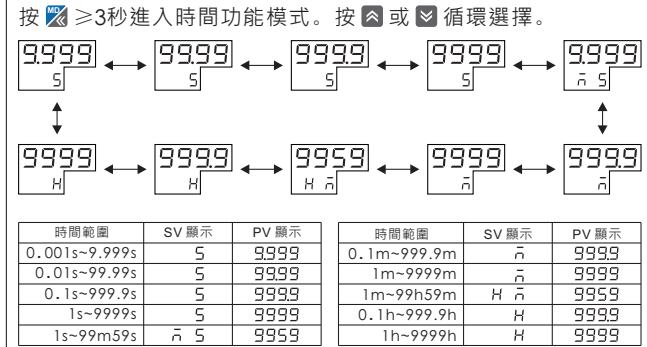 按 MD ≥3秒進入時間功能模式。按 或 循環選擇。
9.999 99.99 999.9 9999 9.999
S S S S n̄ S
9999 999.9 9959 9999 999.9
H H H n̄ n̄ n̄
時間範圍 SV 顯示 PV 顯示
0.001s~9.999s S 9.999
0.01s~99.99s S 99.99
0.1s~999.9s S 999.9
1s~9999s S 9999
1s~99m59s n̄ S 9959
時間範圍 SV 顯示 PV 顯示
0.1m~999.9m n̄ 999.9
1m~9999m n̄ 9999
1m~99h59m H n̄ 9959
0.1h~999.9h H 999.9
1h~9999h H 9999